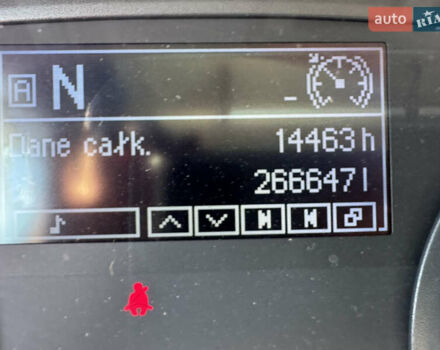 auto RIA
A N
–
Dane całk. 14463 h
266647 l